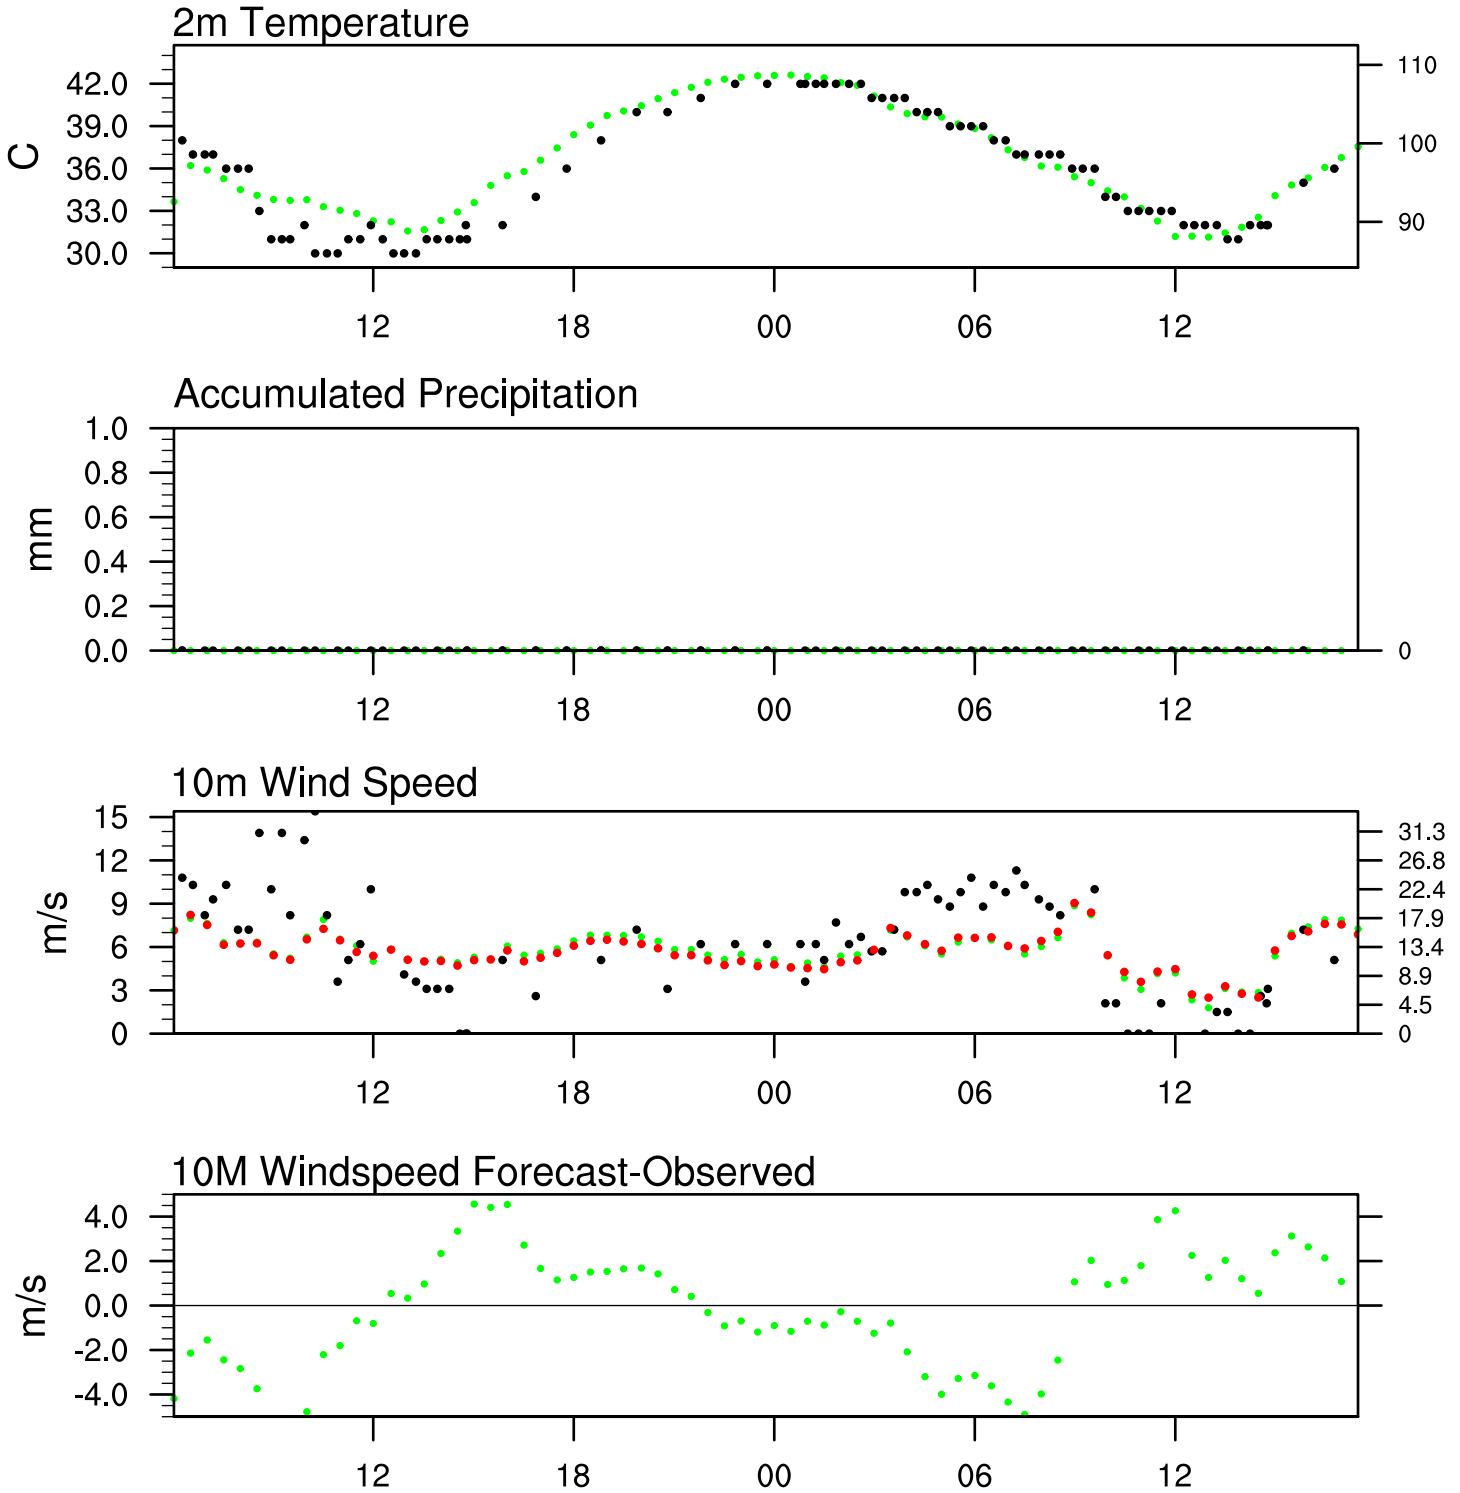 2m Temperature
42.0
39.0
36.0
33.0
30.0
C
110
100
90
12 18 00 06 12
Accumulated Precipitation
1.0
0.8
0.6
0.4
0.2
0.0
mm
0
12 18 00 06 12
10m Wind Speed
15
12
9
6
3
0
m/s
31.3
26.8
22.4
17.9
13.4
8.9
4.5
0
12 18 00 06 12
10M Windspeed Forecast-Observed
4.0
2.0
0.0
-2.0
-4.0
m/s
12 18 00 06 12